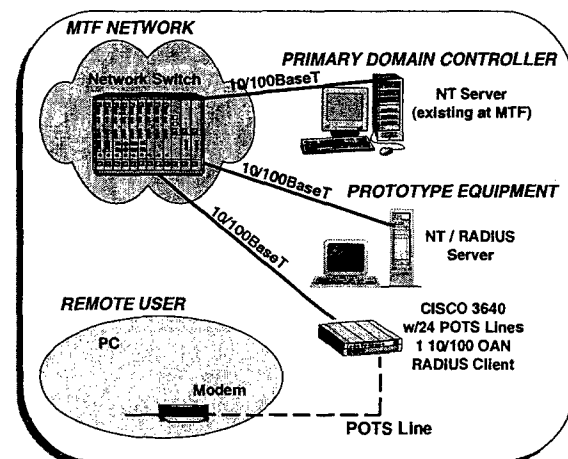 MTF NETWORK
Network Switch
10/100BaseT
PRIMARY DOMAIN CONTROLLER
NT Server
(existing at MTF)
10/100BaseT
PROTOTYPE EQUIPMENT
NT / RADIUS
Server
10/100BaseT
REMOTE USER
PC
Modem
CISCO 3640
w/24 POTS Lines
1 10/100 OAN
RADIUS Client
POTS Line